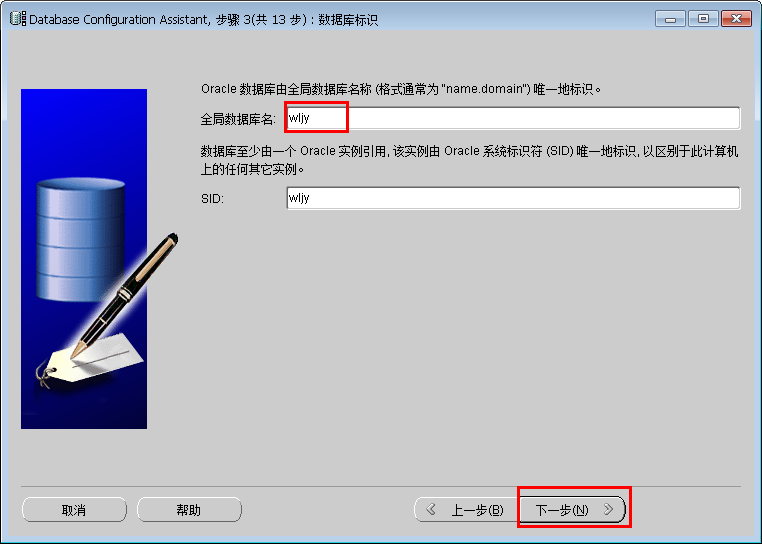 Database Configuration Assistant, 步骤 3(共 13 步) : 数据库标识
Oracle 数据库由全局数据库名称 (格式通常为 "name.domain") 唯一地标识。
全局数据库名: wljy
数据库至少由一个 Oracle 实例引用, 该实例由 Oracle 系统标识符 (SID) 唯一地标识, 以区别于此计算机
上的任何其它实例。
SID: wljy
取消 帮助 上一步(B) 下一步(N)